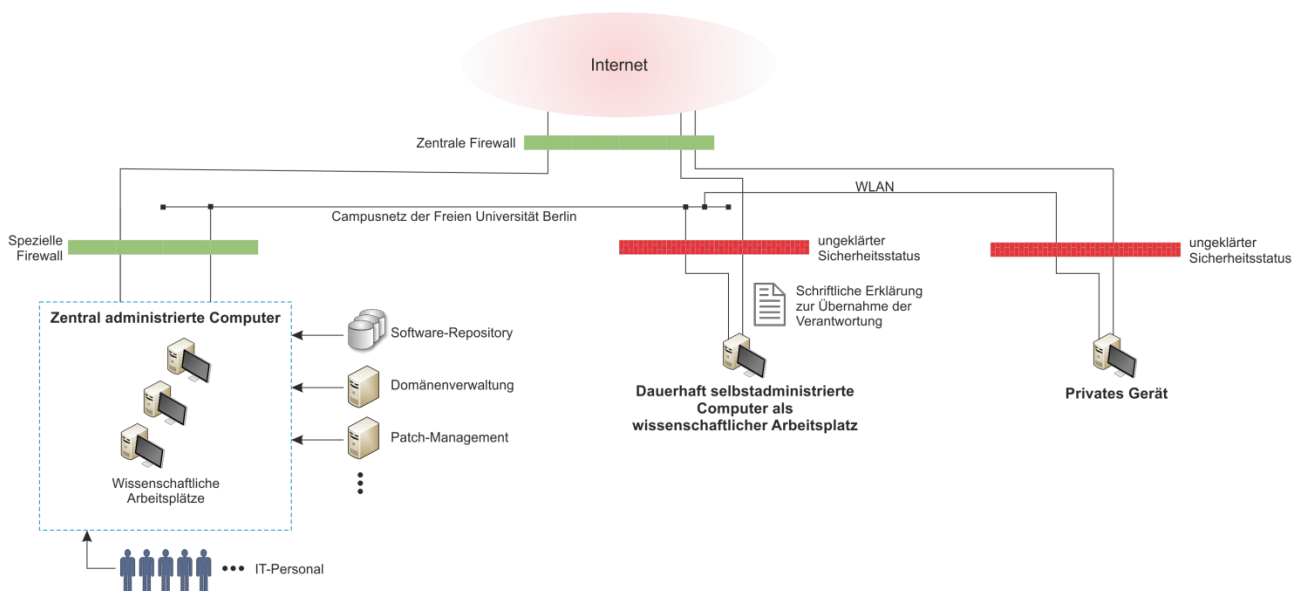 Internet
Zentrale Firewall
WLAN
Campusnetz der Freien Universität Berlin
Spezielle
Firewall
ungeklärter
Sicherheitsstatus
ungeklärter
Sicherheitsstatus
Zentral administrierte Computer
Schriftliche Erklärung
zur Übernahme der
Verantwortung
Software-Repository
Domänenverwaltung
Dauerhaft selbstadministrierte
Computer als
wissenschaftlicher Arbeitsplatz
Privates Gerät
Patch-Management
Wissenschaftliche
Arbeitsplätze
IT-Personal